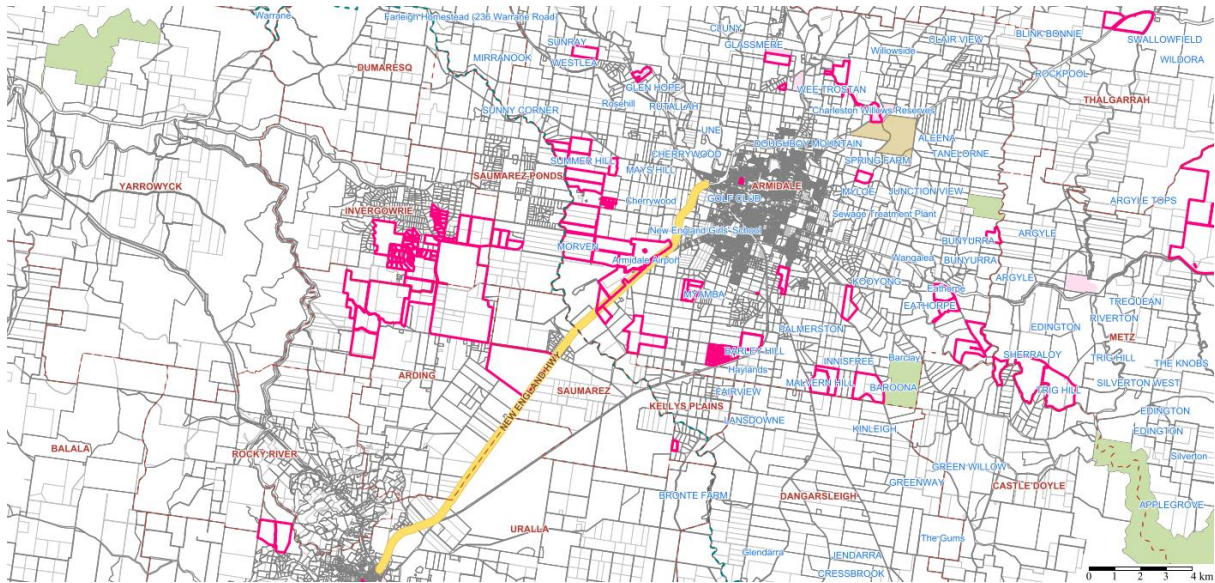 Warrane
Farleigh Homestead (236 Warrane Road)
CLUNY
SUNRAY
GLASSMERE
Willowside
CLAIR VIEW
BLINK BONNIE
SWALLOWFIELD
WILDORA
MIRRANOOK
WESTLEA
DUMARESQ
ROCKPOOL
GLEN HOPE
WEE TROSTAN
THALGARRAH
Rosehill
RUTALLAH
SUNNY CORNER
Charleston Willows Reserves
UNE
DOUGHBOY MOUNTAIN
ALEENA
TANELORNE
CHERRYWOOD
SUMMER HILL
MAYS HILL
SPRING FARM
SAUMAREZ PONDS
YARROWYCK
ARMIDALE
MYLOE
JUNCTION VIEW
Cherrywood
GOLF CLUB
ARGYLE TOPS
INVERGOWRIE
Sewage Treatment Plant
New England Girls' School
ARGYLE
BUNYURRA
MORVEN
Armidale Airport
Wangalea
BUNYURRA
KOOYONG
ARGYLE
Eathorpe
MYAMBA
EATHORPE
TREQDEAN
RIVERTON
EDINGTON
PALMERSTON
METZ
BARLEY HILL
INNISFREE
Barclay
SHERRALOY
TRIG HILL
THE KNOBS
Haylands
ARDING
MALVERN HILL
BAROONA
TRIG HILL
SILVERTON WEST
SAUMAREZ
FAIRVIEW
NEW ENGLAND HWY
KELLYS PLAINS
EDINGTON
LANSDOWNE
KINLEIGH
EDINGTON
BALALA
ROCKY RIVER
Silverton
GREEN WILLOW
GREENWAY
CASTLE DOYLE
BRONTE FARM
DANGARSLEIGH
APPLEGROVE
URALLA
The Gums
Glendarra
JENDARRA
CRESSBROOK
0 1 2 3 4 km